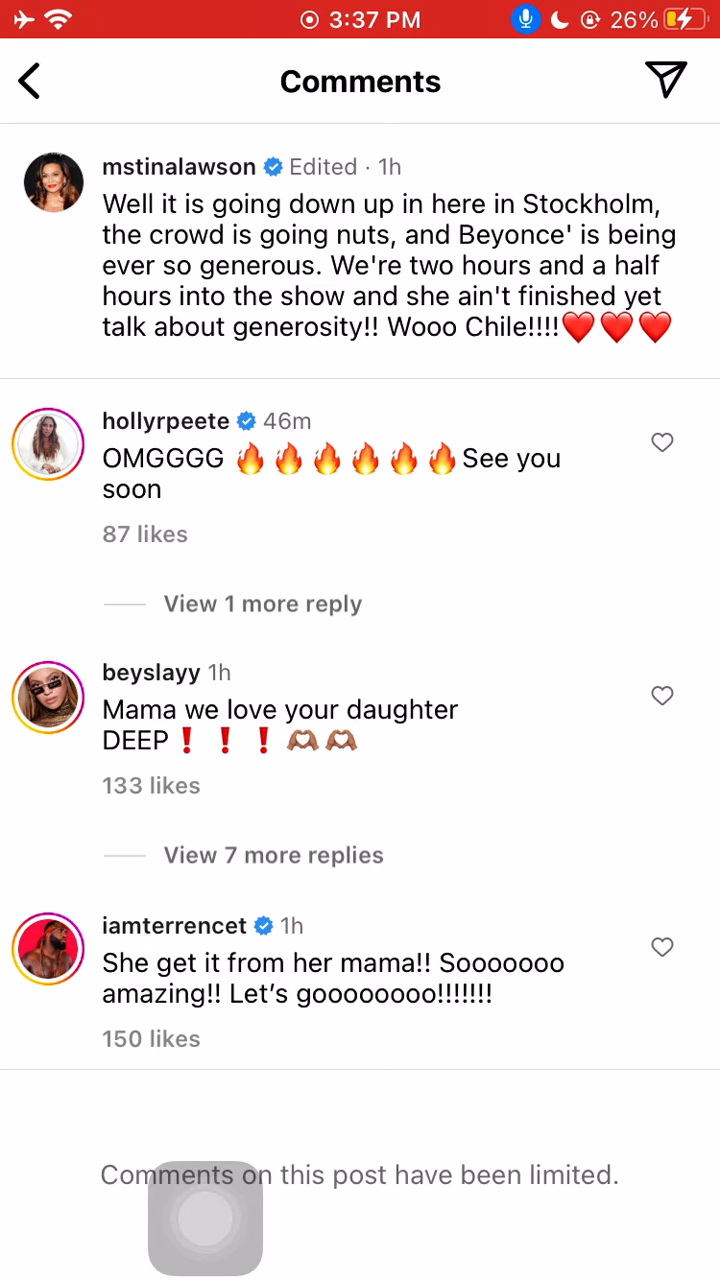 3:37 PM 26%
Comments
mstinalawson Edited · 1h
Well it is going down up in here in Stockholm,
the crowd is going nuts, and Beyonce' is being
ever so generous. We're two hours and a half
hours into the show and she ain't finished yet
talk about generosity!! Wooo Chile!!!!❤️❤️❤️
hollyrpeete 46m
OMGGGG 🔥🔥🔥🔥🔥🔥See you
soon
87 likes
View 1 more reply
beyslayy 1h
Mama we love your daughter
DEEP❗❗❗🫶🏽🫶🏽
133 likes
View 7 more replies
iamterrencet 1h
She get it from her mama!! Sooooooo
amazing!! Let’s goooooooo!!!!!!!
150 likes
Comments on this post have been limited.